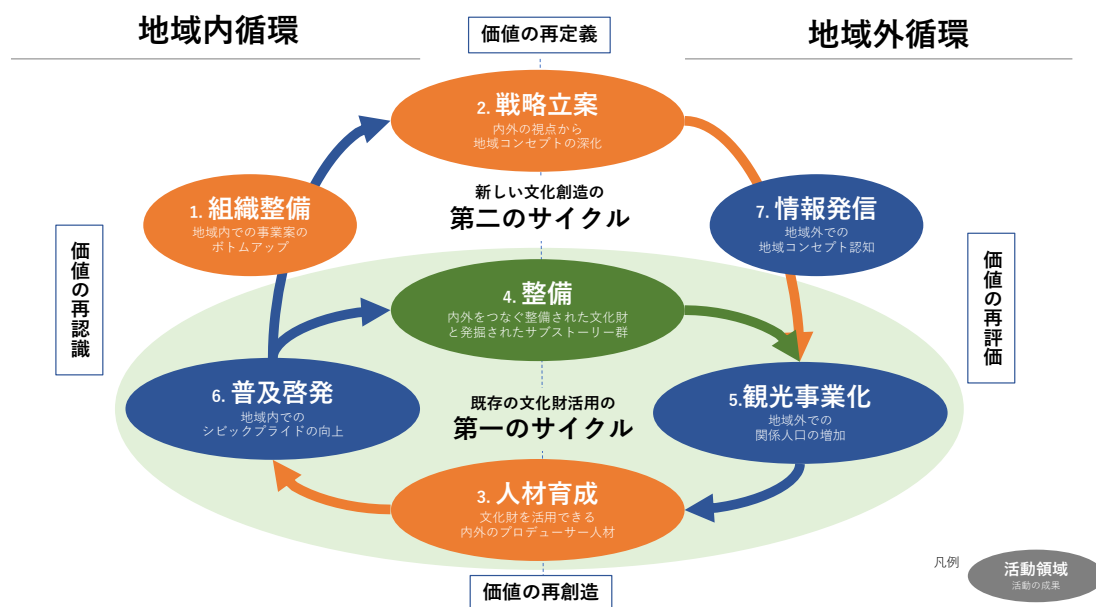 地域内循環
価値の再定義
地域外循環
2. 戦略立案
内外の視点から
地域コンセプトの深化
新しい文化創造の
第二のサイクル
1. 組織整備
地域内での事業案の
ボトムアップ
7. 情報発信
地域外での
地域コンセプト認知
価値の再認識
価値の再評価
4. 整備
内外をつなぐ整備された文化財
と発掘されたサブストーリー群
6. 普及啓発
地域内での
シビックプライドの向上
既存の文化財活用の
第一のサイクル
5.観光事業化
地域外での
関係人口の増加
3. 人材育成
文化財を活用できる
内外のプロデューサー人材
価値の再創造
凡例
活動領域
活動の成果